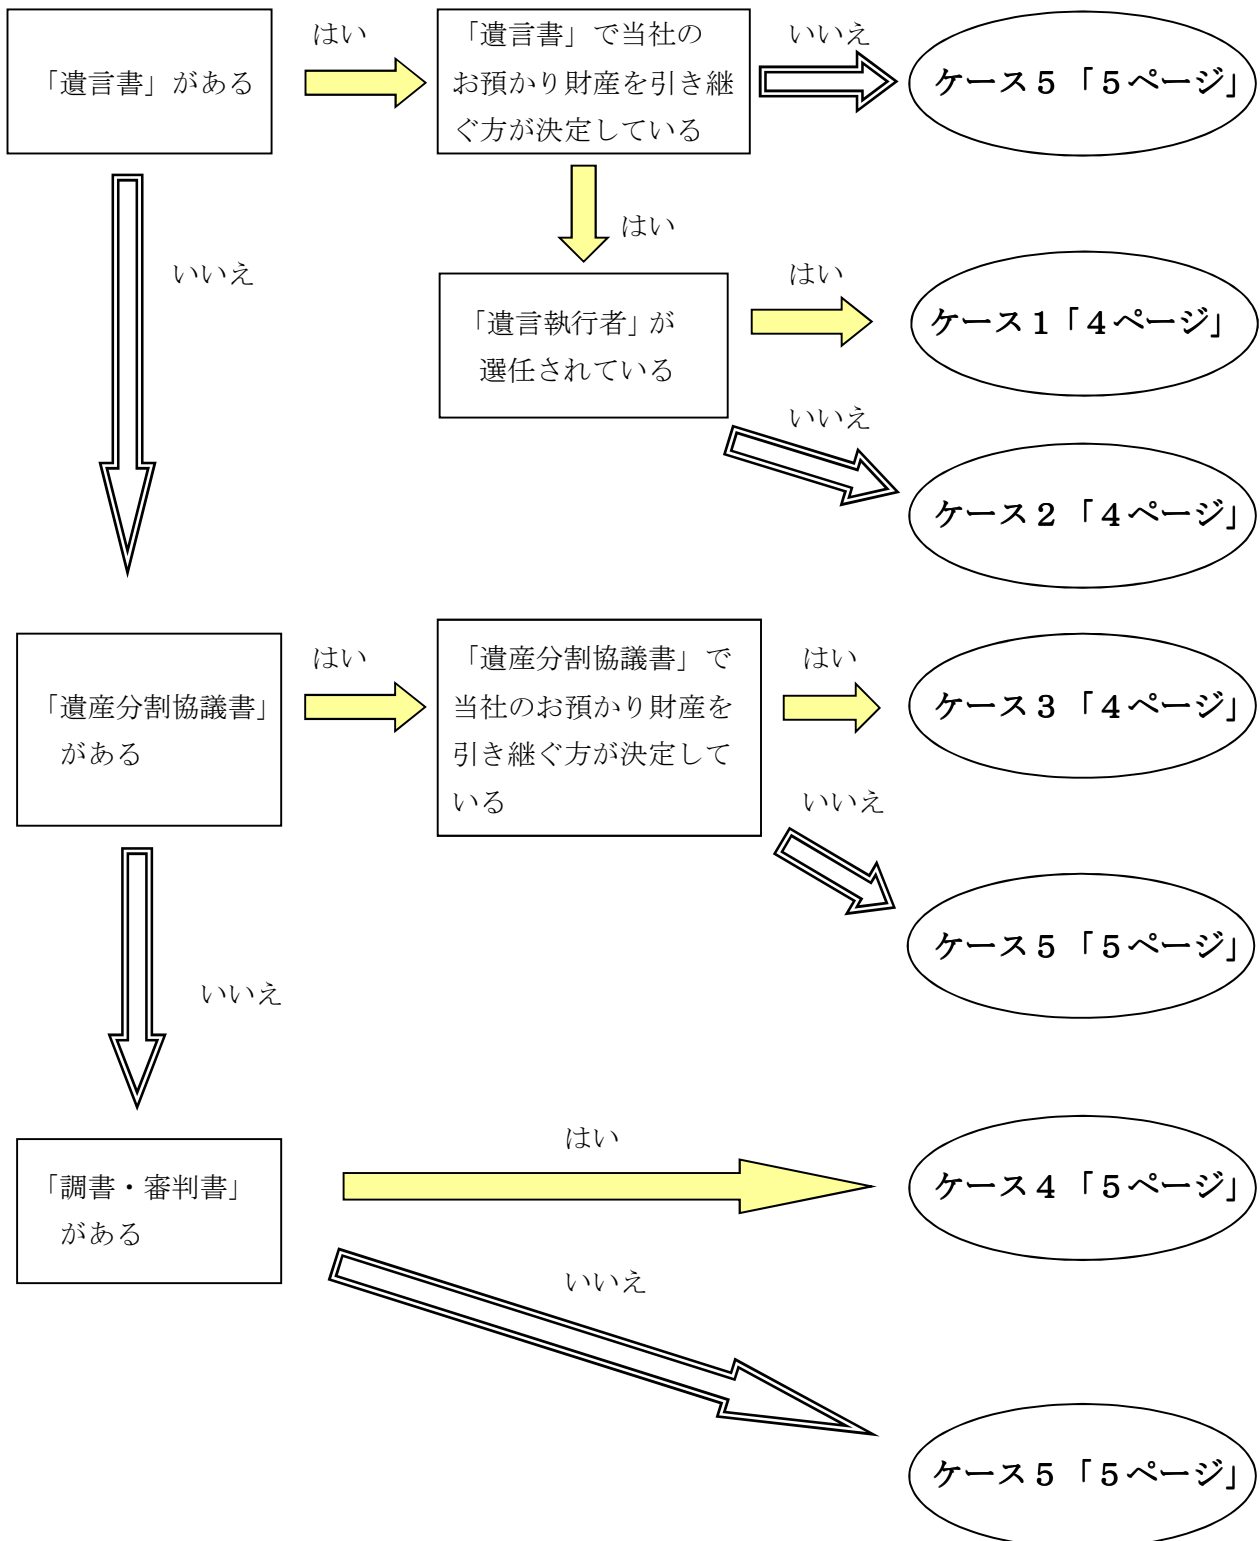 「遺言書」がある
はい
「遺言書」で当社の
お預かり財産を引き継
ぐ方が決定している
いいえ
ケース５「５ページ」
はい
いいえ
「遺言執行者」が
選任されている
はい
ケース１「４ページ」
いいえ
ケース２「４ページ」
「遺産分割協議書」
がある
はい
「遺産分割協議書」で
当社のお預かり財産を
引き継ぐ方が決定して
いる
はい
ケース３「４ページ」
いいえ
ケース５「５ページ」
いいえ
「調書・審判書」
がある
はい
ケース４「５ページ」
いいえ
ケース５「５ページ」